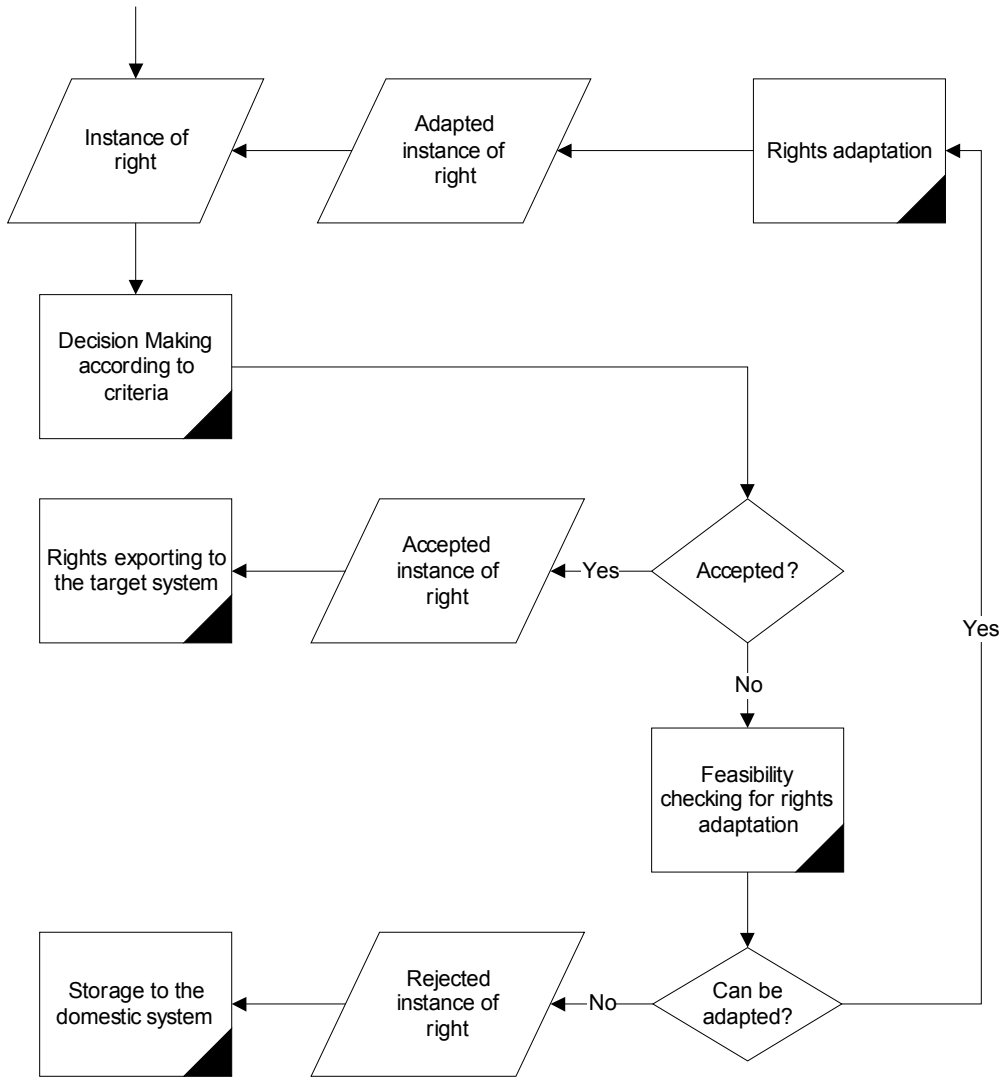 Instance of
right
Adapted
instance of
right
Rights adaptation
Decision Making
according to
criteria
Rights exporting to
the target system
Accepted
instance of
right
Yes
Accepted?
Yes
No
Feasibility
checking for rights
adaptation
Storage to the
domestic system
Rejected
instance of
right
No
Can be
adapted?